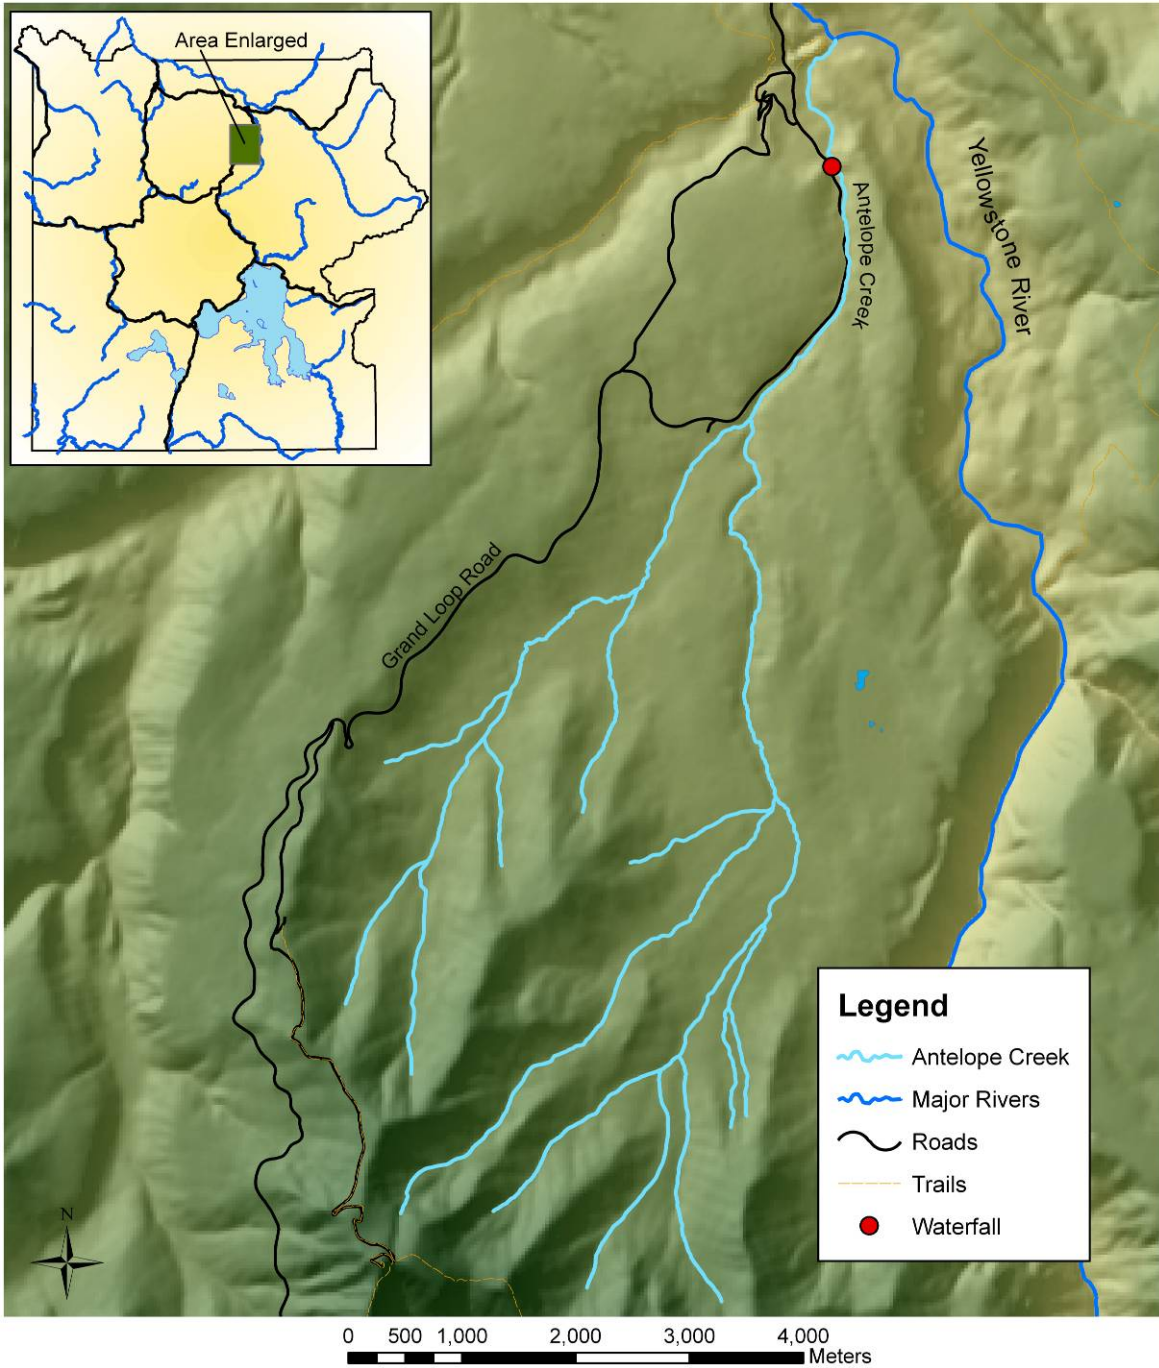 Area Enlarged
Yellowstone River
Antelope Creek
Grand Loop Road
Legend
Antelope Creek
Major Rivers
Roads
Trails
Waterfall
N
0 500 1,000 2,000 3,000 4,000
Meters